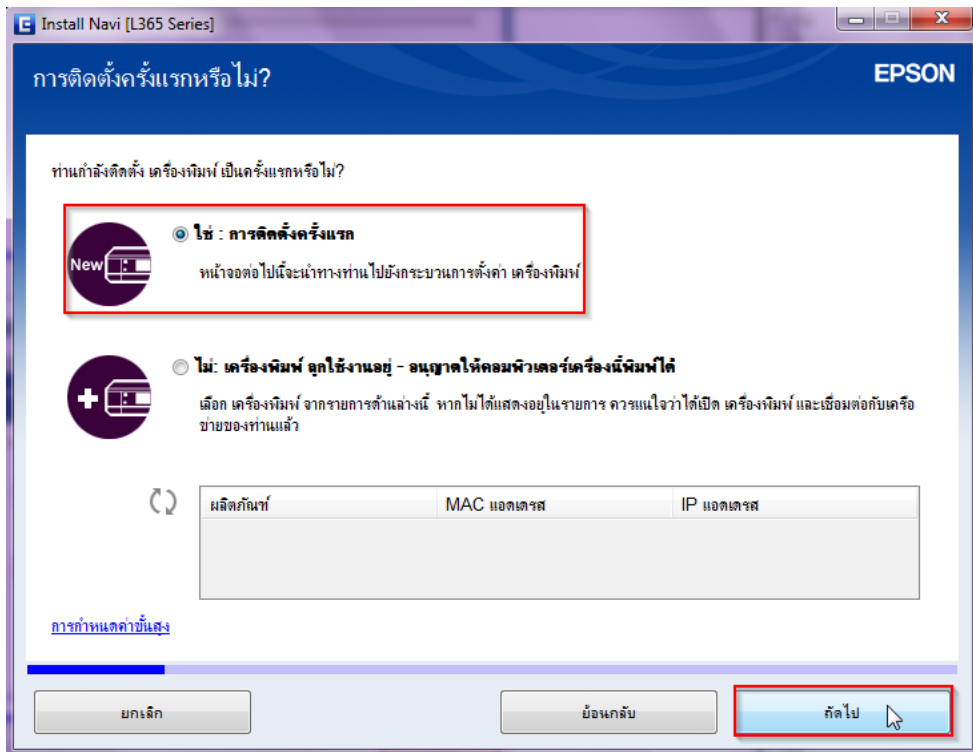 Install Navi [L365 Series]
การติดตั้งครั้งแรกหรือไม่?
EPSON
ท่านกำลังติดตั้ง เครื่องพิมพ์ เป็นครั้งแรกหรือไม่?
New
ใช่ : การติดตั้งครั้งแรก
หน้าจอต่อไปนี้จะนำทางท่านไปยังกระบวนการตั้งค่า เครื่องพิมพ์
ไม่: เครื่องพิมพ์ ถูกใช้งานอยู่ - อนุญาตให้คอมพิวเตอร์เครื่องนี้พิมพ์ได้
เลือก เครื่องพิมพ์ จากรายการด้านล่างนี้ หากไม่ได้แสดงอยู่ในรายการ ควรแน่ใจว่าได้เปิด เครื่องพิมพ์ และเชื่อมต่อกับเครือ
ข่ายของท่านแล้ว
ผลิตภัณฑ์ MAC แอดเดรส IP แอดเดรส
การกำหนดค่าขั้นสูง
ยกเลิก ย้อนกลับ ถัดไป